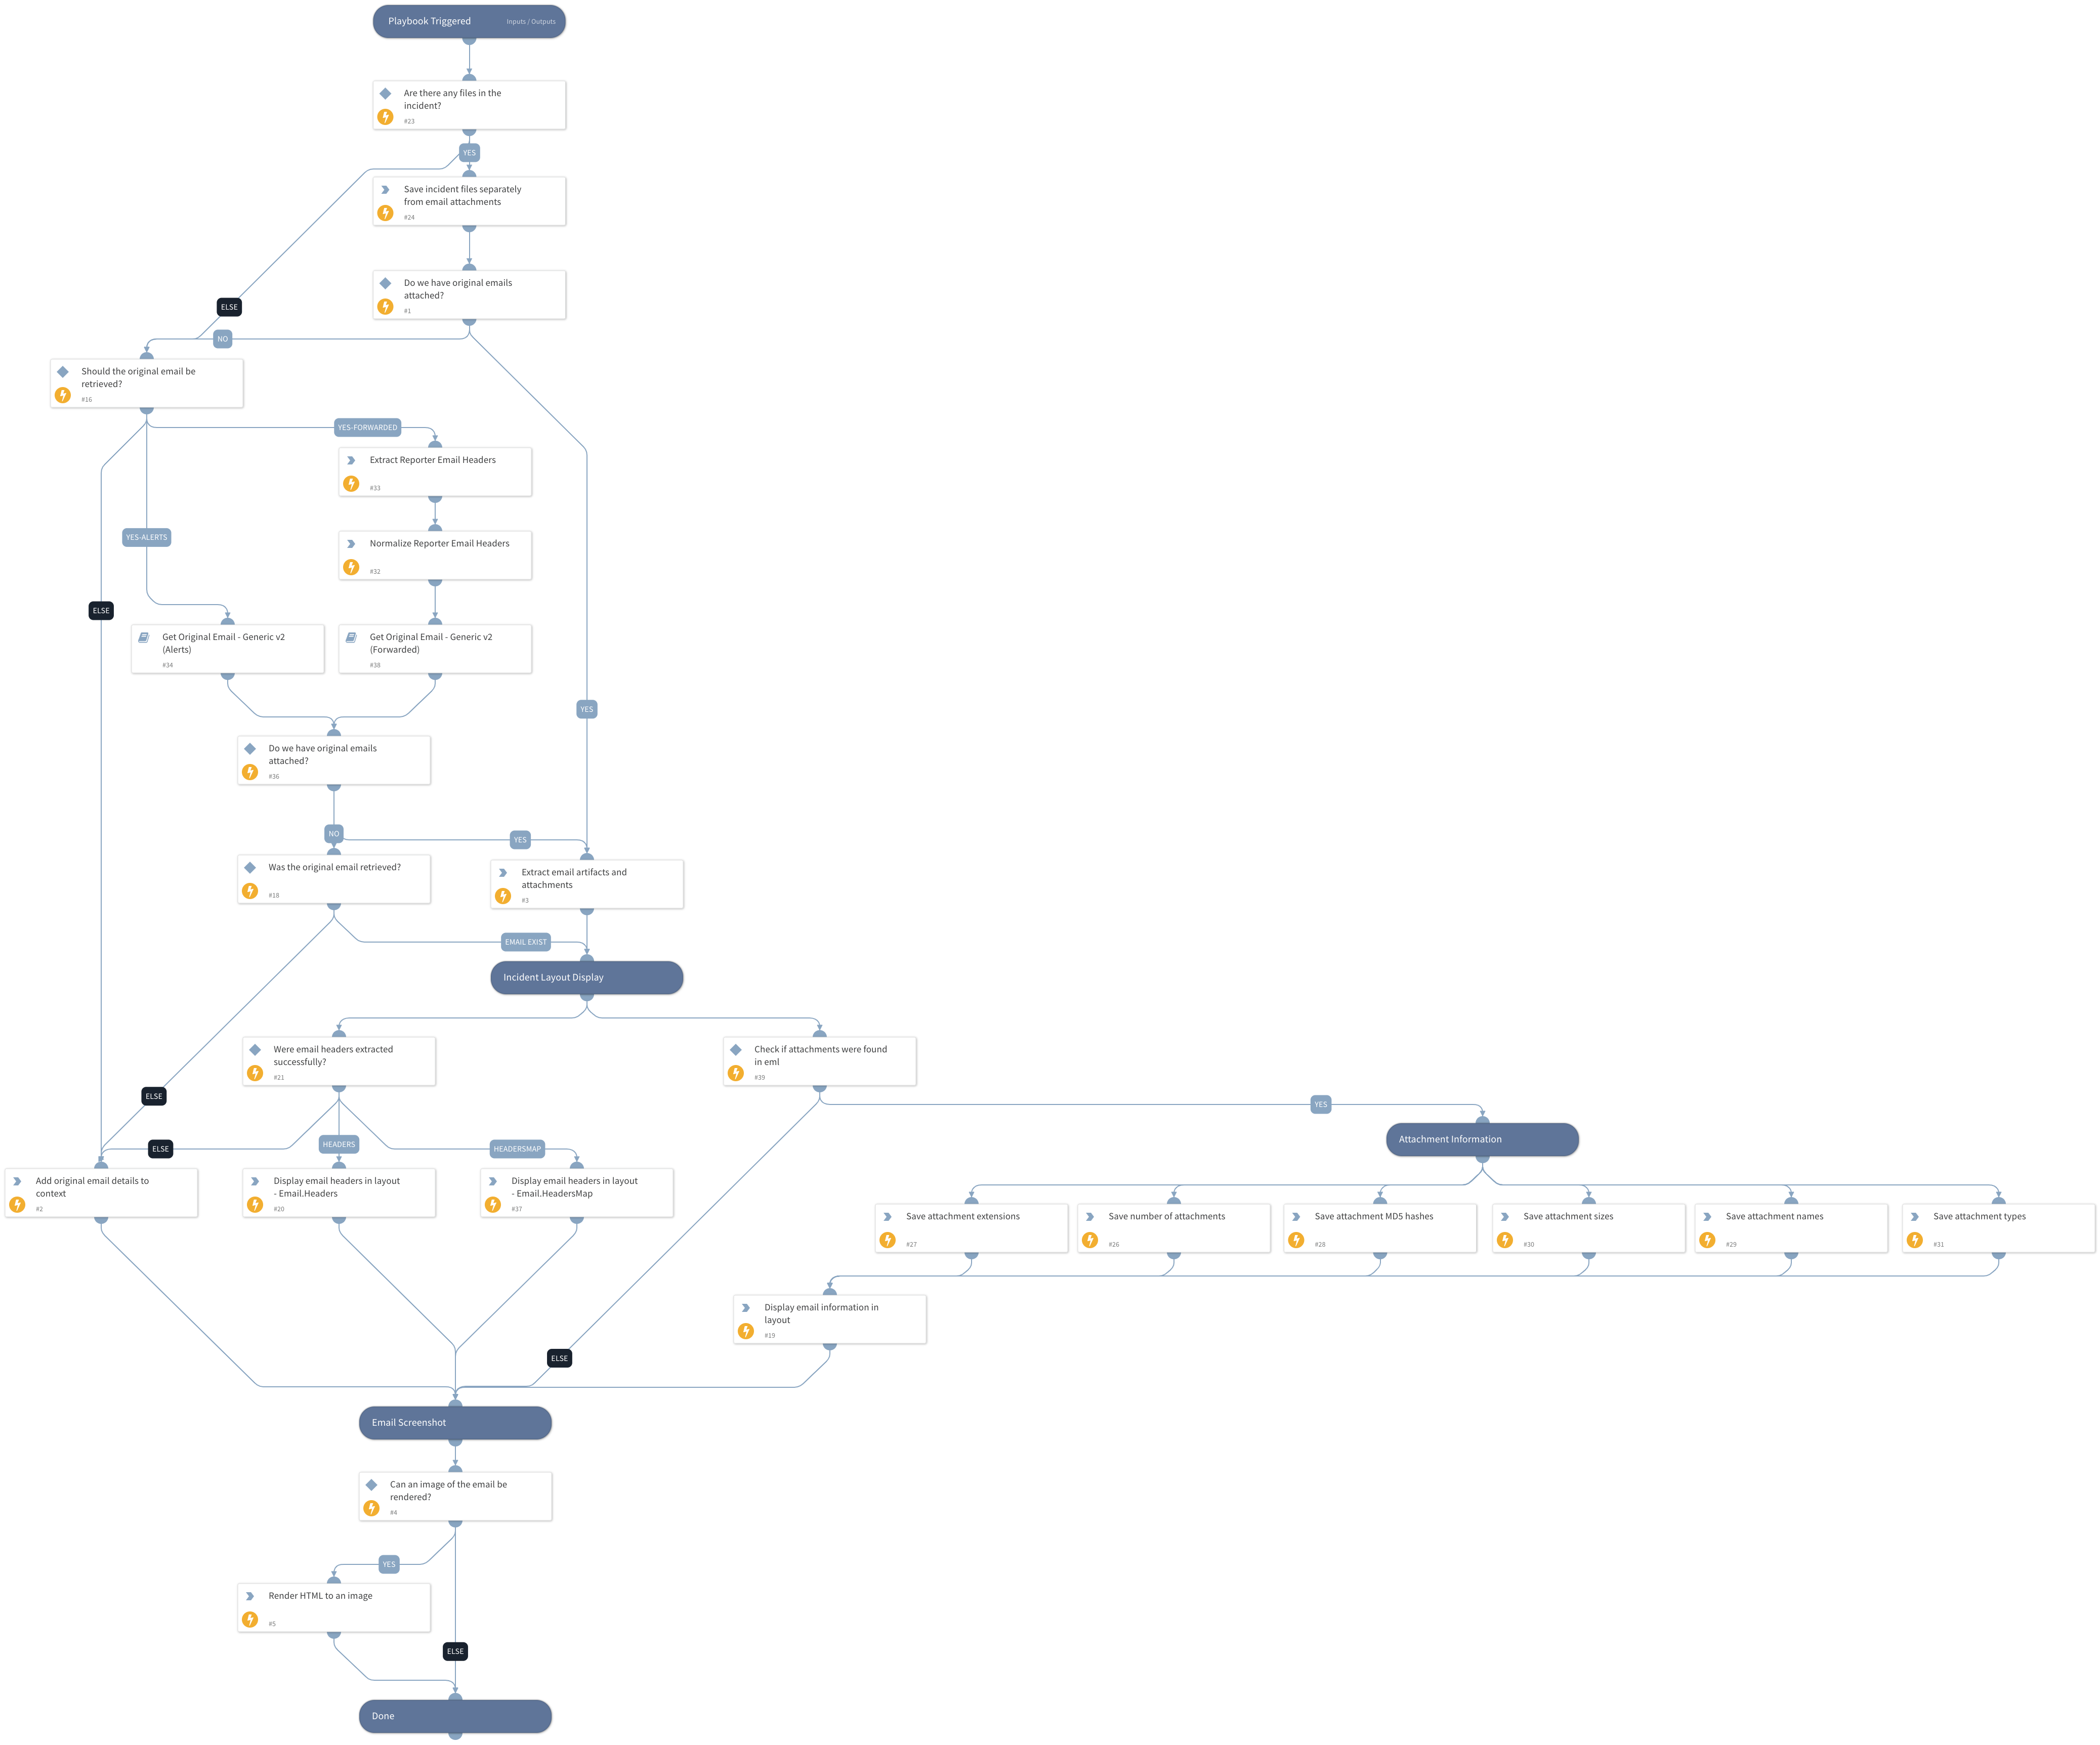 Playbook Triggered
Inputs / Outputs
Are there any files in the
incident?
#23
YES
Save incident files separately
from email attachments
#24
Do we have original emails
attached?
#1
ELSE
NO
Should the original email be
retrieved?
#16
YES-FORWARDED
Extract Reporter Email Headers
#33
YES-ALERTS
Normalize Reporter Email Headers
#32
ELSE
Get Original Email - Generic v2
(Alerts)
#34
Get Original Email - Generic v2
(Forwarded)
#38
YES
Do we have original emails
attached?
#36
NO
YES
Was the original email retrieved?
#18
Extract email artifacts and
attachments
#3
EMAIL EXIST
Incident Layout Display
Were email headers extracted
successfully?
#21
Check if attachments were found
in eml
#39
ELSE
YES
Attachment Information
ELSE
HEADERS
HEADERSMAP
Add original email details to
context
#2
Display email headers in layout
- Email.Headers
#20
Display email headers in layout
- Email.HeadersMap
#37
Save attachment extensions
#27
Save number of attachments
#26
Save attachment MD5 hashes
#28
Save attachment sizes
#30
Save attachment names
#29
Save attachment types
#31
Display email information in
layout
#19
ELSE
Email Screenshot
Can an image of the email be
rendered?
#4
YES
Render HTML to an image
#5
ELSE
Done